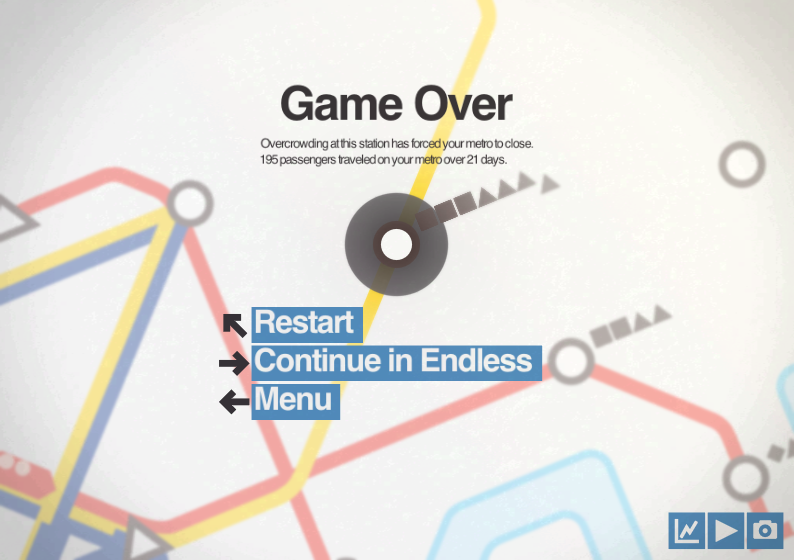 Game Over
Overcrowding at this station has forced your metro to close.
195 passengers traveled on your metro over 21 days.
Restart
Continue in Endless
Menu